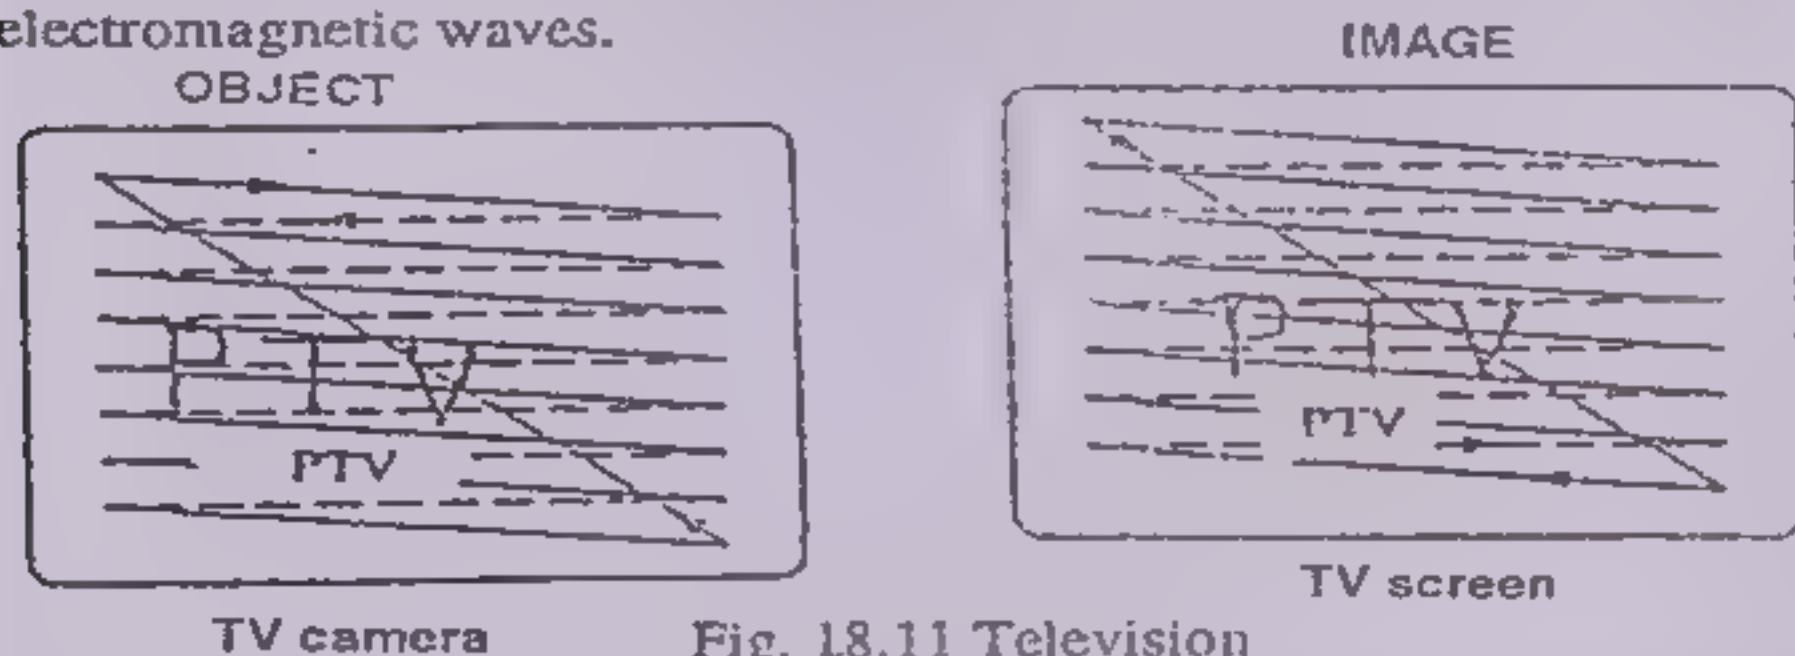 electromagnetic waves.
OBJECT
IMAGE
PTV
PTV
PTV
PTV
TV camera
TV screen
Fig. 18.11 Television